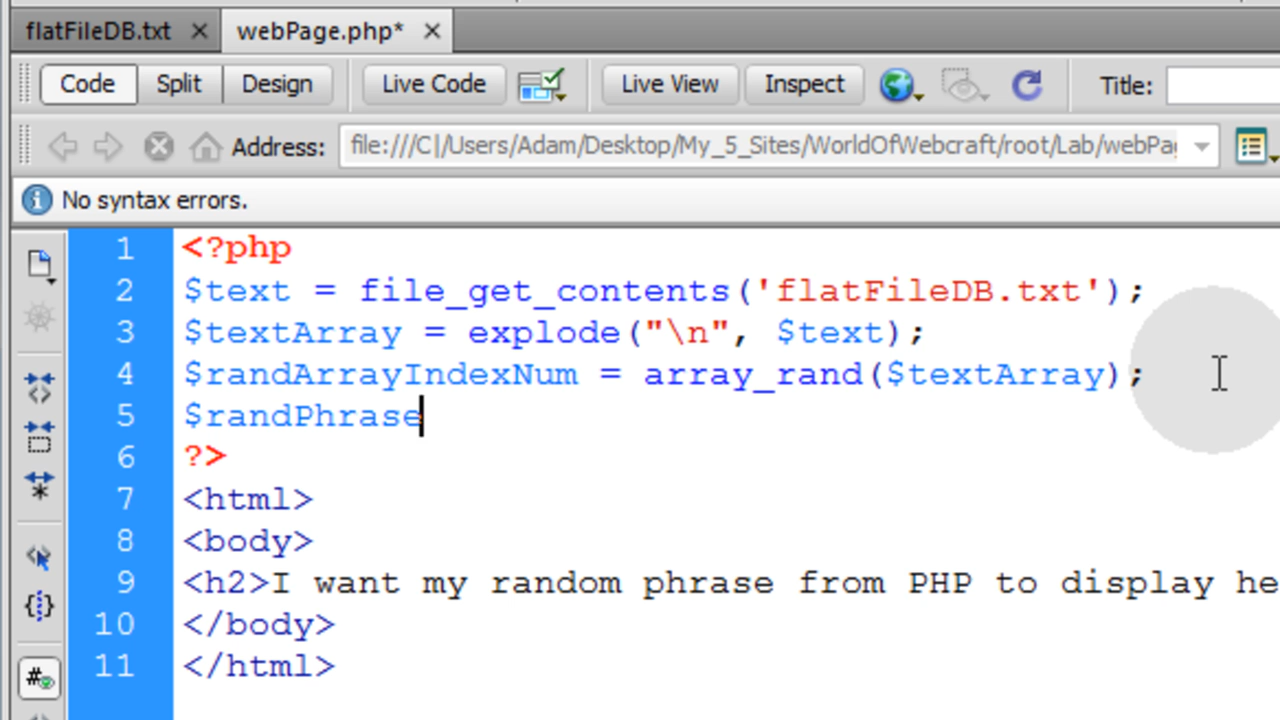 flatFileDB.txt webPage.php*
Code Split Design Live Code Live View Inspect Title:
Address: file:///C|/Users/Adam/Desktop/My_5_Sites/WorldOfWebcraft/root/Lab/webPa
No syntax errors.
1 <?php
2 $text = file_get_contents('flatFileDB.txt');
3 $textArray = explode("\n", $text);
4 $randArrayIndexNum = array_rand($textArray);
5 $randPhrase
6 ?>
7 <html>
8 <body>
9 <h2>I want my random phrase from PHP to display he
10 </body>
11 </html>